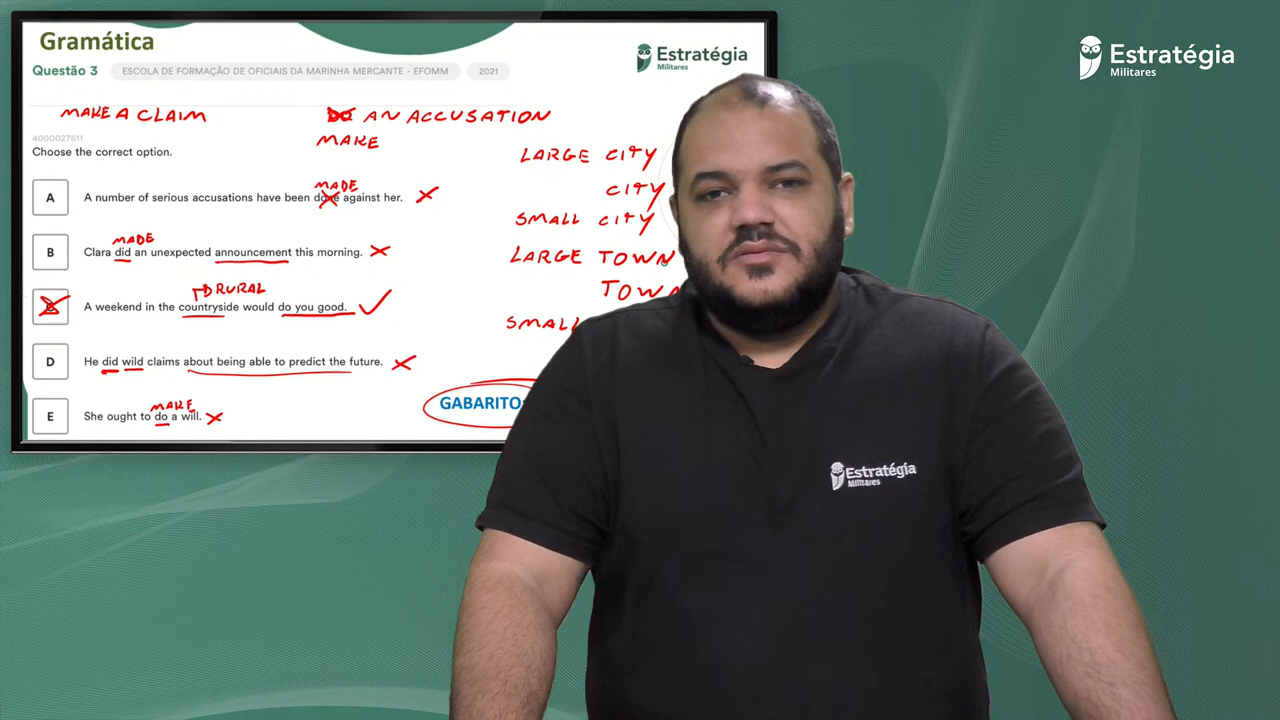 Gramática
Questão 3 ESCOLA DE FORMAÇÃO DE OFICIAIS DA MARINHA MERCANTE - EFOMM 2021
Estratégia
Militares
MAKE A CLAIM
DO AN ACCUSATION
MAKE
4000027611
Choose the correct option.
LARGE CITY
CITY
SMALL CITY
LARGE TOWN
TOWN
SMALL
MADE
A A number of serious accusations have been done against her.
MADE
B Clara did an unexpected announcement this morning.
RURAL
C A weekend in the countryside would do you good.
D He did wild claims about being able to predict the future.
MAKE
E She ought to do a will.
GABARITO:
Estratégia
Militares
Estratégia
Militares